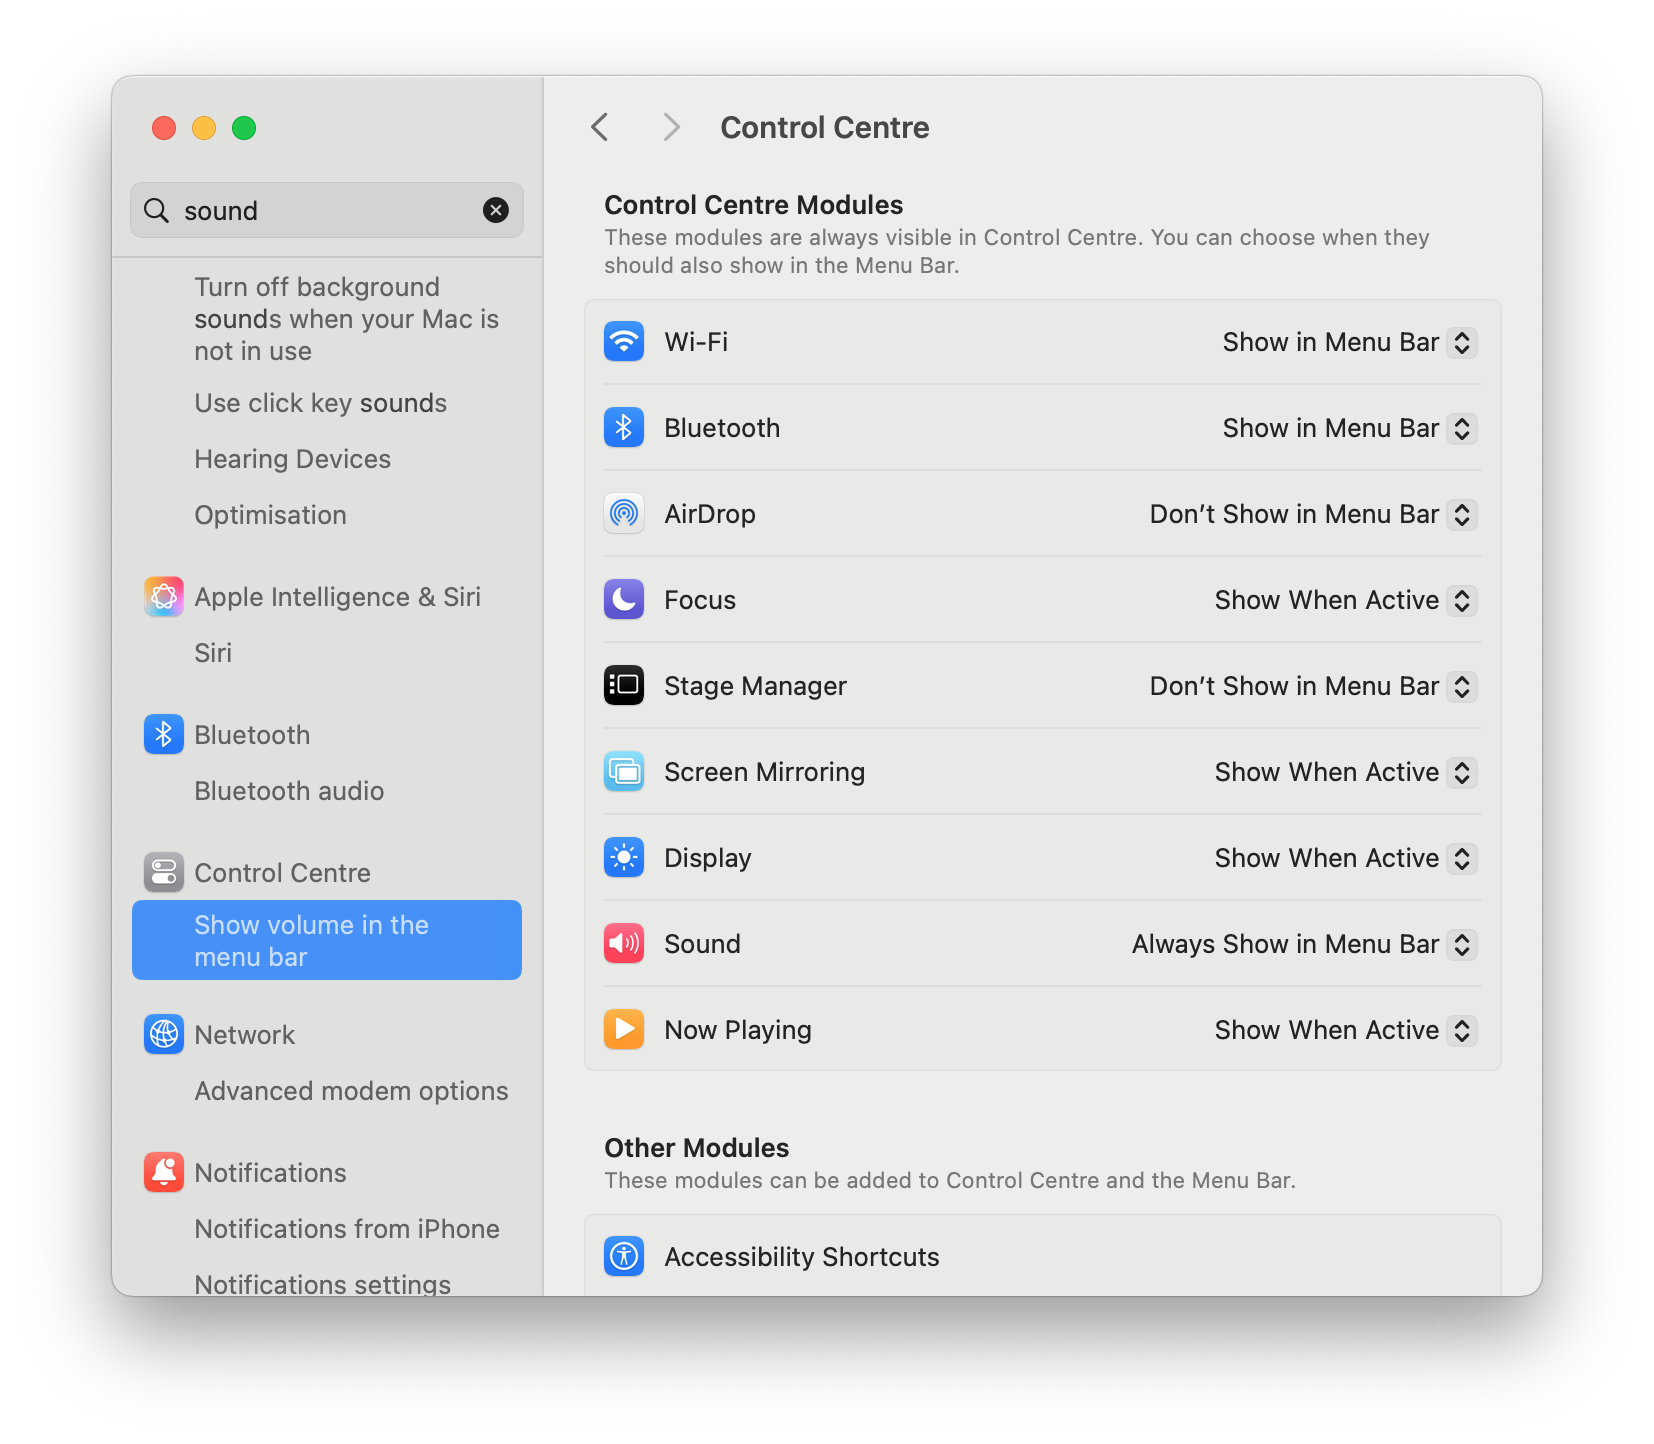 sound
Turn off background
sounds when your Mac is
not in use
Use click key sounds
Hearing Devices
Optimisation
Apple Intelligence & Siri
Siri
Bluetooth
Bluetooth audio
Control Centre
Show volume in the
menu bar
Network
Advanced modem options
Notifications
Notifications from iPhone
Notifications settings
Control Centre
Control Centre Modules
These modules are always visible in Control Centre. You can choose when they
should also show in the Menu Bar.
Wi-Fi Show in Menu Bar
Bluetooth Show in Menu Bar
AirDrop Don’t Show in Menu Bar
Focus Show When Active
Stage Manager Don’t Show in Menu Bar
Screen Mirroring Show When Active
Display Show When Active
Sound Always Show in Menu Bar
Now Playing Show When Active
Other Modules
These modules can be added to Control Centre and the Menu Bar.
Accessibility Shortcuts